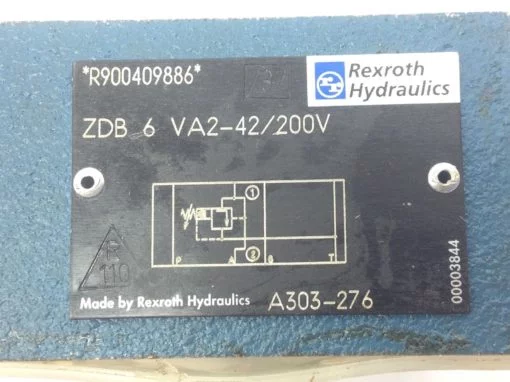 *R900409886*
Rexroth
Hydraulics
ZDB 6 VA2-42/200V
1
2
P A B T
R
110
Made by Rexroth Hydraulics
A303-276
00003844